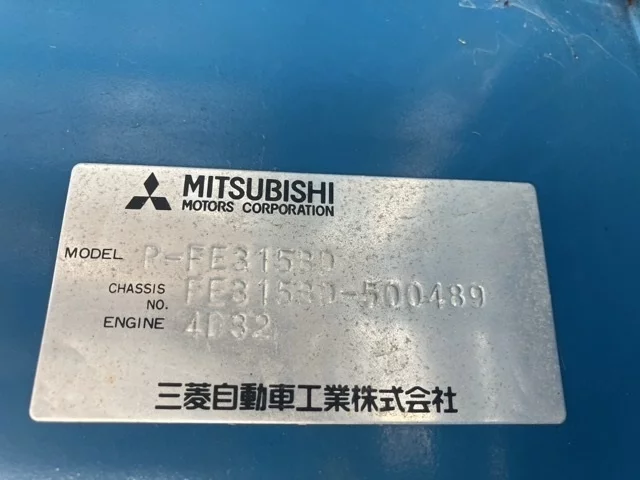 MITSUBISHI
MOTORS CORPORATION
MODEL P-FE315BD
CHASSIS NO. FE315BD-500489
ENGINE 4D32
三菱自動車工業株式会社